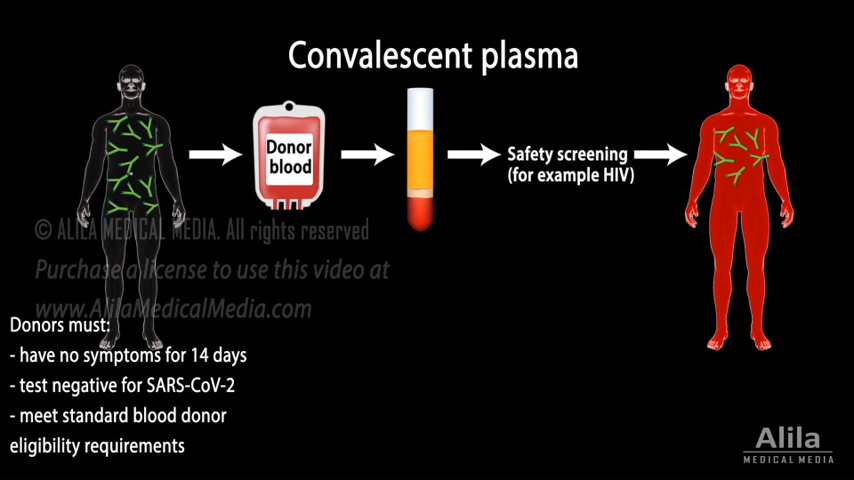 Convalescent plasma
Donor
blood
Safety screening
(for example HIV)
© ALILA MEDICAL MEDIA. All rights reserved
Purchase a license to use this video at
www.AlilaMedicalMedia.com
Donors must:
- have no symptoms for 14 days
- test negative for SARS-CoV-2
- meet standard blood donor
eligibility requirements
Alila
MEDICAL MEDIA